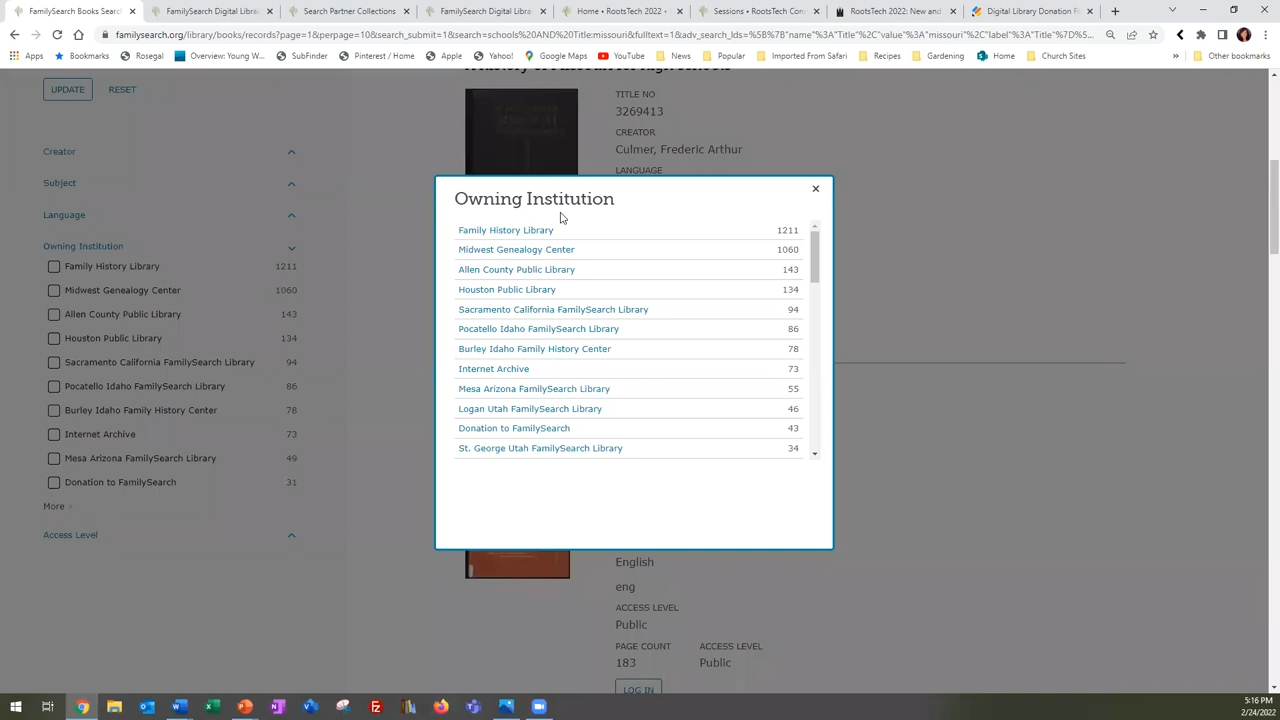 FamilySearch Books Search
FamilySearch Digital Librar
Search Partner Collections
FamilySearch Digital Libra
Home • RootsTech 2022 •
Sessions • RootsTech Con
RootsTech 2022: New and
Digital Library Donation F
familysearch.org/library/books/records?page=1&perpage=10&search_submit=1&search=schools%20AND%20Title:missouri&fulltext=1&adv_search_lds=%5B%7B"name"%3A"Title"%2C"value"%3A"missouri"%2C"label"%3A"Title"%7D%5...
Apps
Bookmarks
Rosegal
Overview: Young W...
SubFinder
Pinterest / Home
Apple
Yahoo!
Google Maps
YouTube
News
Popular
Imported From Safari
Recipes
Gardening
Home
Church Sites
»
Other bookmarks
UPDATE RESET
Creator
Subject
Language
Owning Institution
Family History Library 1211
Midwest Genealogy Center 1060
Allen County Public Library 143
Houston Public Library 134
Sacramento California FamilySearch Library 94
Pocatello Idaho FamilySearch Library 86
Burley Idaho Family History Center 78
Internet Archive 73
Mesa Arizona FamilySearch Library 49
Donation to FamilySearch 31
More ›
Access Level
TITLE NO
3269413
CREATOR
Culmer, Frederic Arthur
LANGUAGE
Owning Institution
Family History Library 1211
Midwest Genealogy Center 1060
Allen County Public Library 143
Houston Public Library 134
Sacramento California FamilySearch Library 94
Pocatello Idaho FamilySearch Library 86
Burley Idaho Family History Center 78
Internet Archive 73
Mesa Arizona FamilySearch Library 55
Logan Utah FamilySearch Library 46
Donation to FamilySearch 43
St. George Utah FamilySearch Library 34
English
eng
ACCESS LEVEL
Public
PAGE COUNT ACCESS LEVEL
183 Public
LOG IN
5:16 PM
2/24/2022